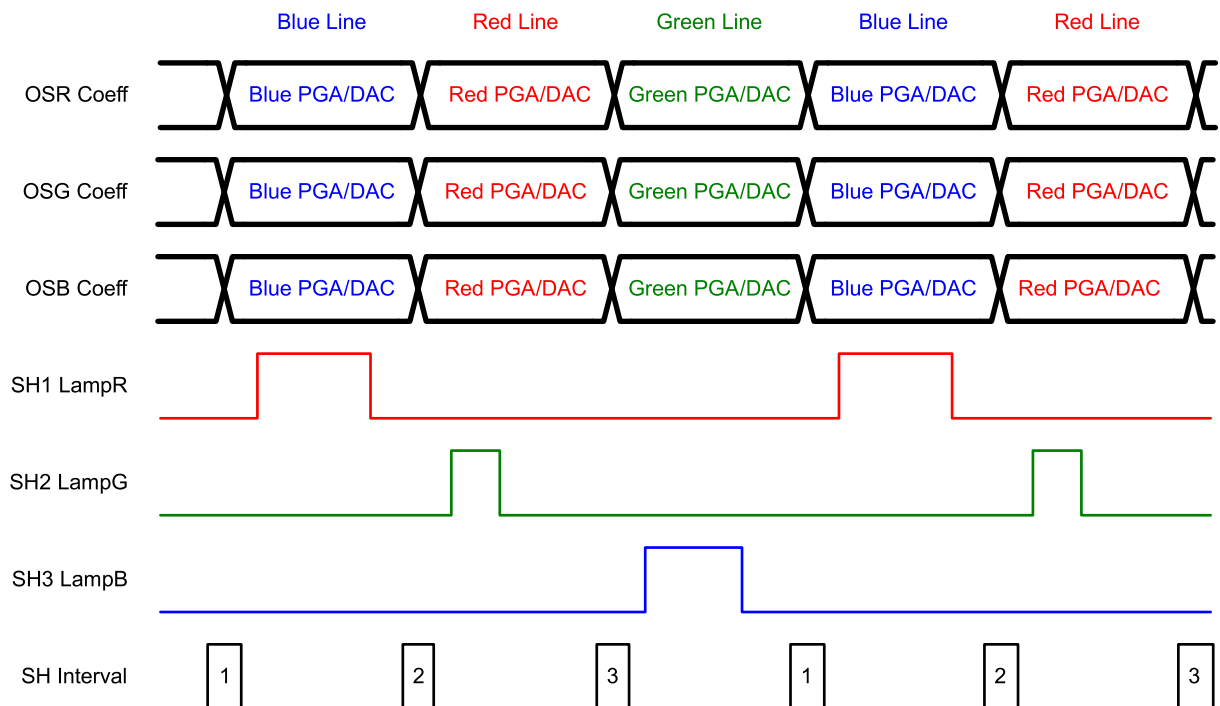 Blue Line Red Line Green Line Blue Line Red Line
OSR Coeff Blue PGA/DAC Red PGA/DAC Green PGA/DAC Blue PGA/DAC Red PGA/DAC
OSG Coeff Blue PGA/DAC Red PGA/DAC Green PGA/DAC Blue PGA/DAC Red PGA/DAC
OSB Coeff Blue PGA/DAC Red PGA/DAC Green PGA/DAC Blue PGA/DAC Red PGA/DAC
SH1 LampR
SH2 LampG
SH3 LampB
SH Interval 1 2 3 1 2 3